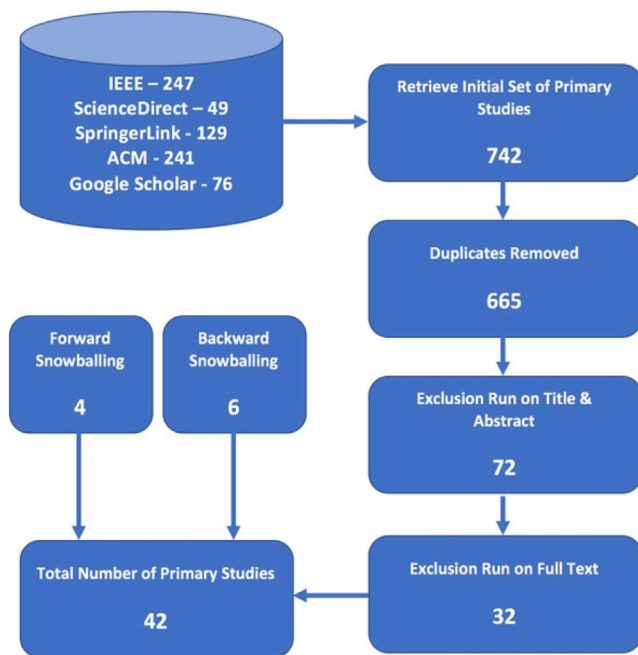 IEEE – 247
ScienceDirect – 49
SpringerLink - 129
ACM - 241
Google Scholar - 76
Retrieve Initial Set of Primary
Studies
742
Duplicates Removed
665
Exclusion Run on Title &
Abstract
72
Exclusion Run on Full Text
32
Forward
Snowballing
4
Backward
Snowballing
6
Total Number of Primary Studies
42